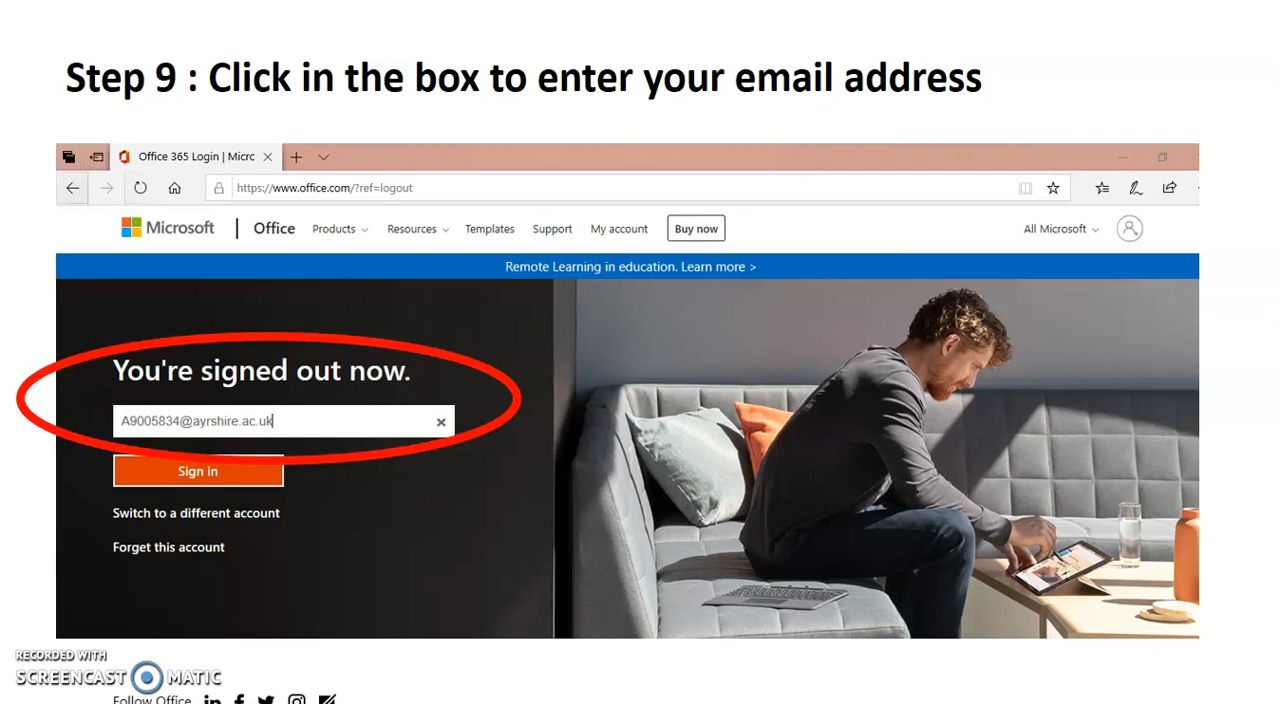 Step 9 : Click in the box to enter your email address
Office 365 Login | Micrc
https://www.office.com/?ref=logout
Microsoft | Office Products Resources Templates Support My account Buy now All Microsoft
Remote Learning in education. Learn more >
You're signed out now.
A9005834@ayrshire.ac.uk
Sign in
Switch to a different account
Forget this account
RECORDED WITH
SCREENCAST MATIC
Follow Office